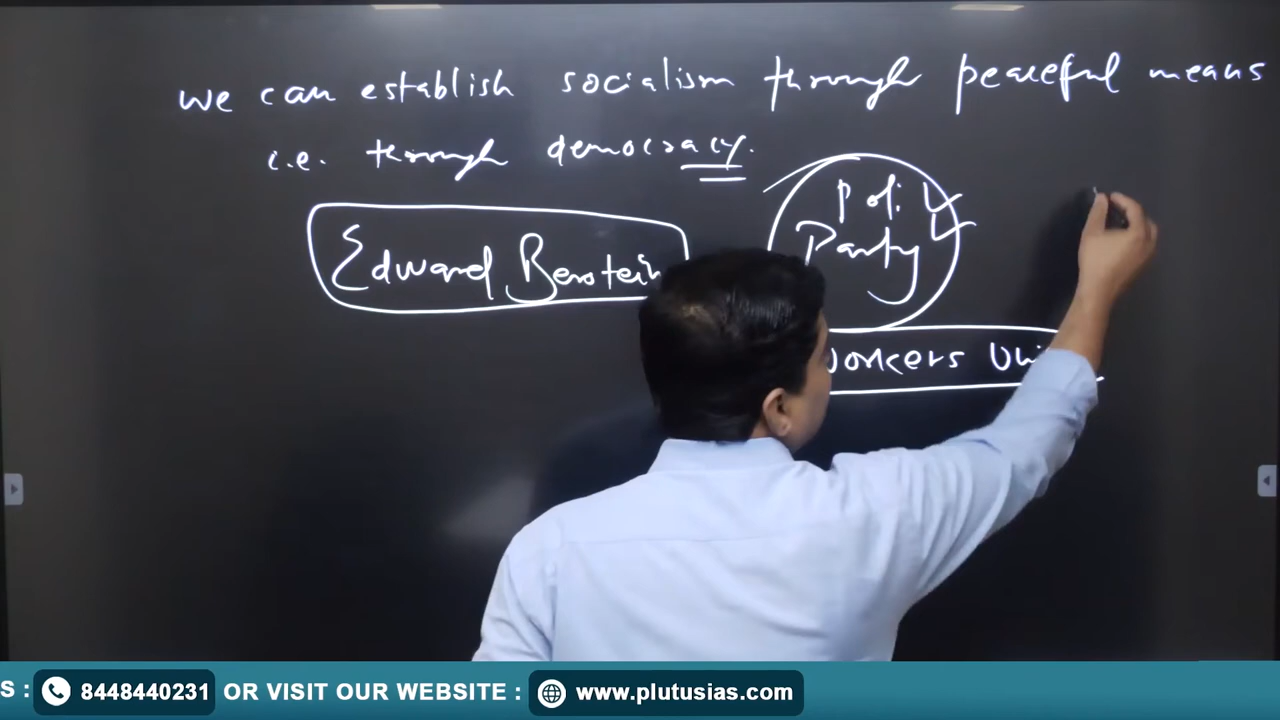 we can establish socialism through peaceful means
i.e. through democracy.
Edward Berstein
Poli
Party
workers
S : 8448440231 OR VISIT OUR WEBSITE : www.plutusias.com